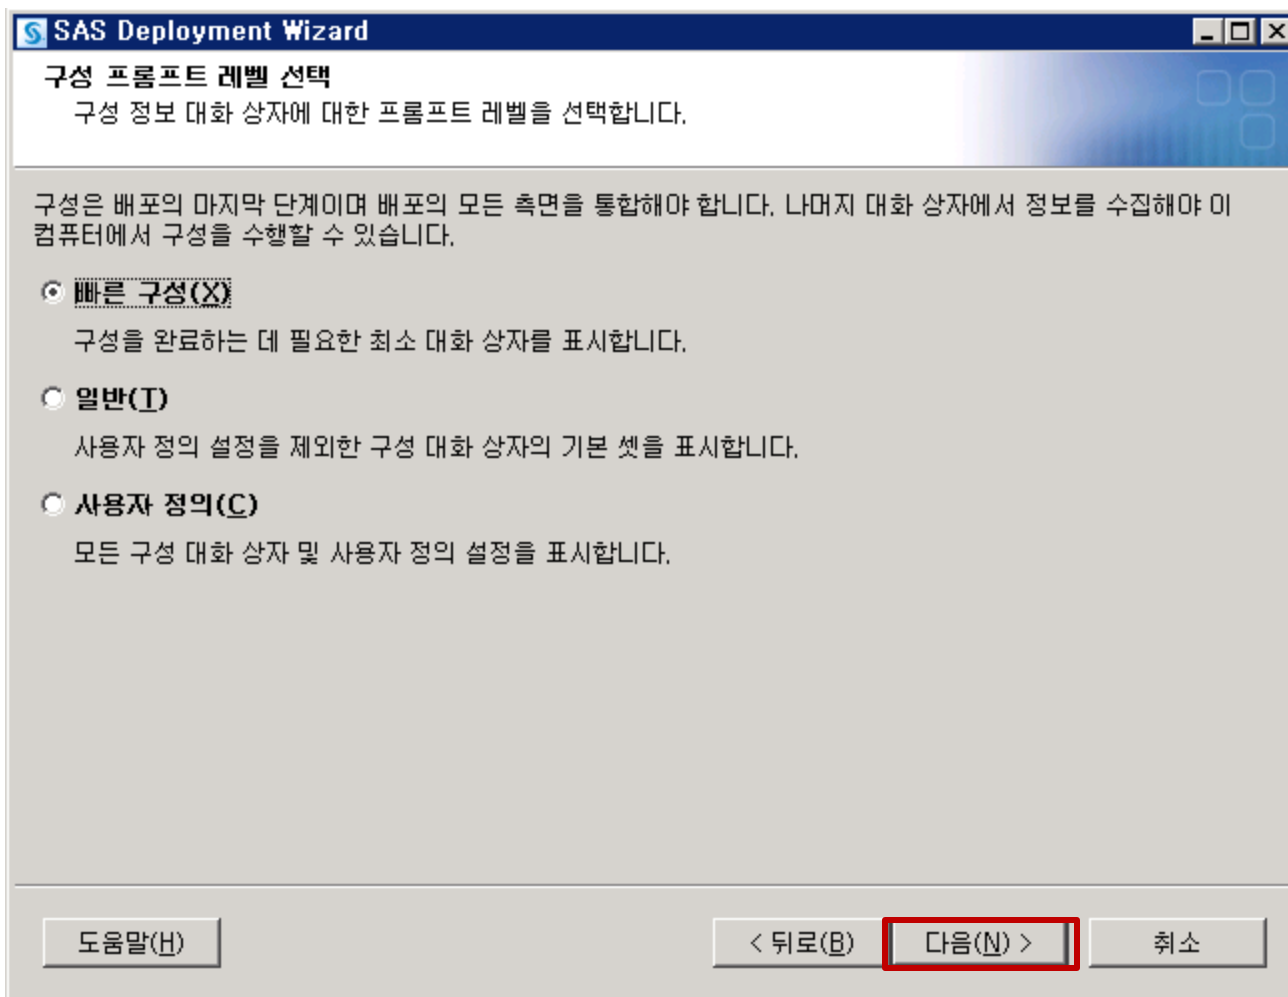 SAS Deployment Wizard
구성 프롬프트 레벨 선택
구성 정보 대화 상자에 대한 프롬프트 레벨을 선택합니다.
구성은 배포의 마지막 단계이며 배포의 모든 측면을 통합해야 합니다. 나머지 대화 상자에서 정보를 수집해야 이
컴퓨터에서 구성을 수행할 수 있습니다.
빠른 구성(X)
구성을 완료하는 데 필요한 최소 대화 상자를 표시합니다.
일반(T)
사용자 정의 설정을 제외한 구성 대화 상자의 기본 셋을 표시합니다.
사용자 정의(C)
모든 구성 대화 상자 및 사용자 정의 설정을 표시합니다.
도움말(H) < 뒤로(B) 다음(N) > 취소